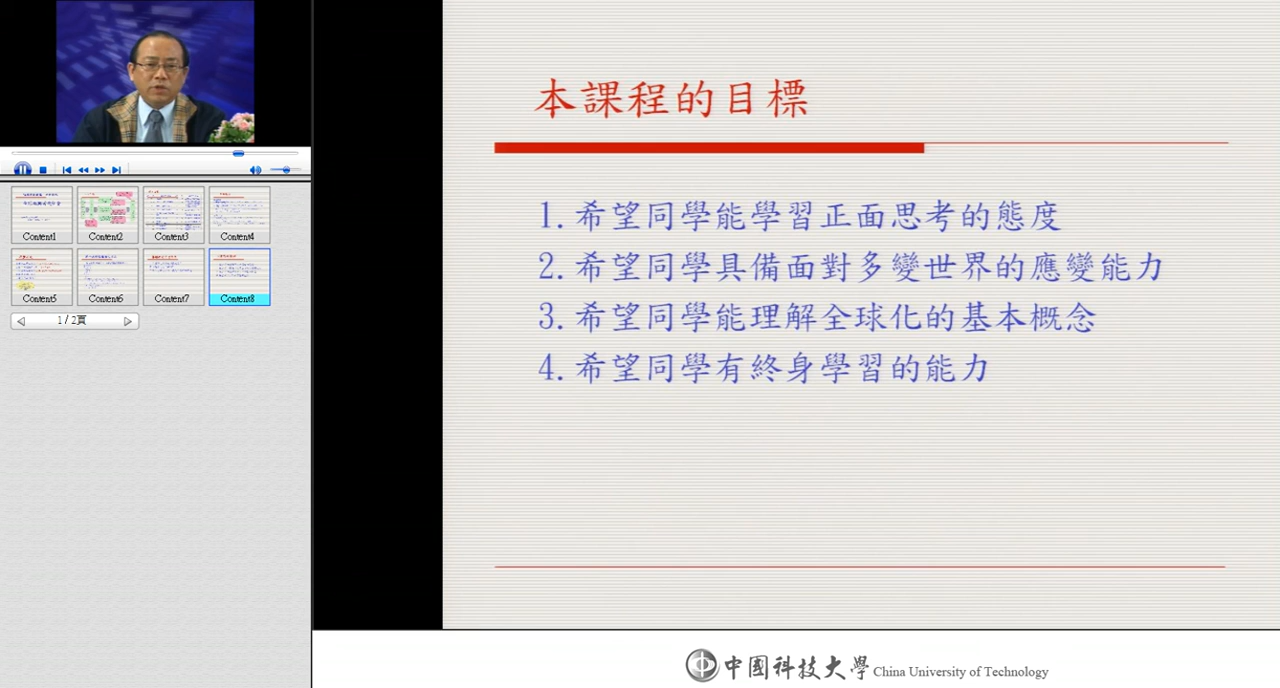 本課程的目標
1.希望同學能學習正面思考的態度
2.希望同學具備面對多變世界的應變能力
3.希望同學能理解全球化的基本概念
4.希望同學有終身學習的能力
Content1
Content2
Content3
Content4
Content5
Content6
Content7
Content8
1/2頁
中國科技大學 China University of Technology